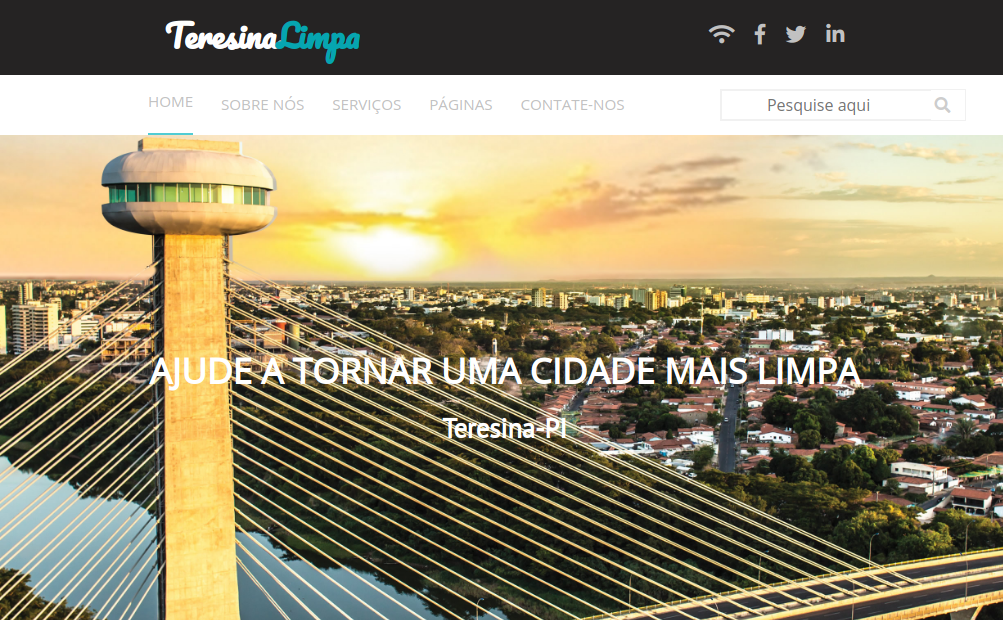 TeresinaLimpa
HOME SOBRE NÓS SERVIÇOS PÁGINAS CONTATE-NOS Pesquise aqui
AJUDE A TORNAR UMA CIDADE MAIS LIMPA
Teresina-PI